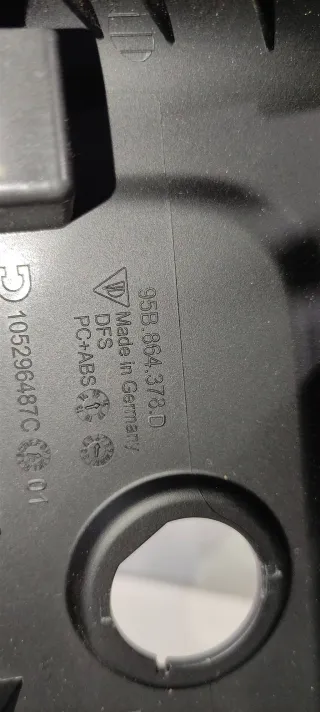 95B.864.373.D
Made in Germany
DFS
PC+ABS
105296487C
01